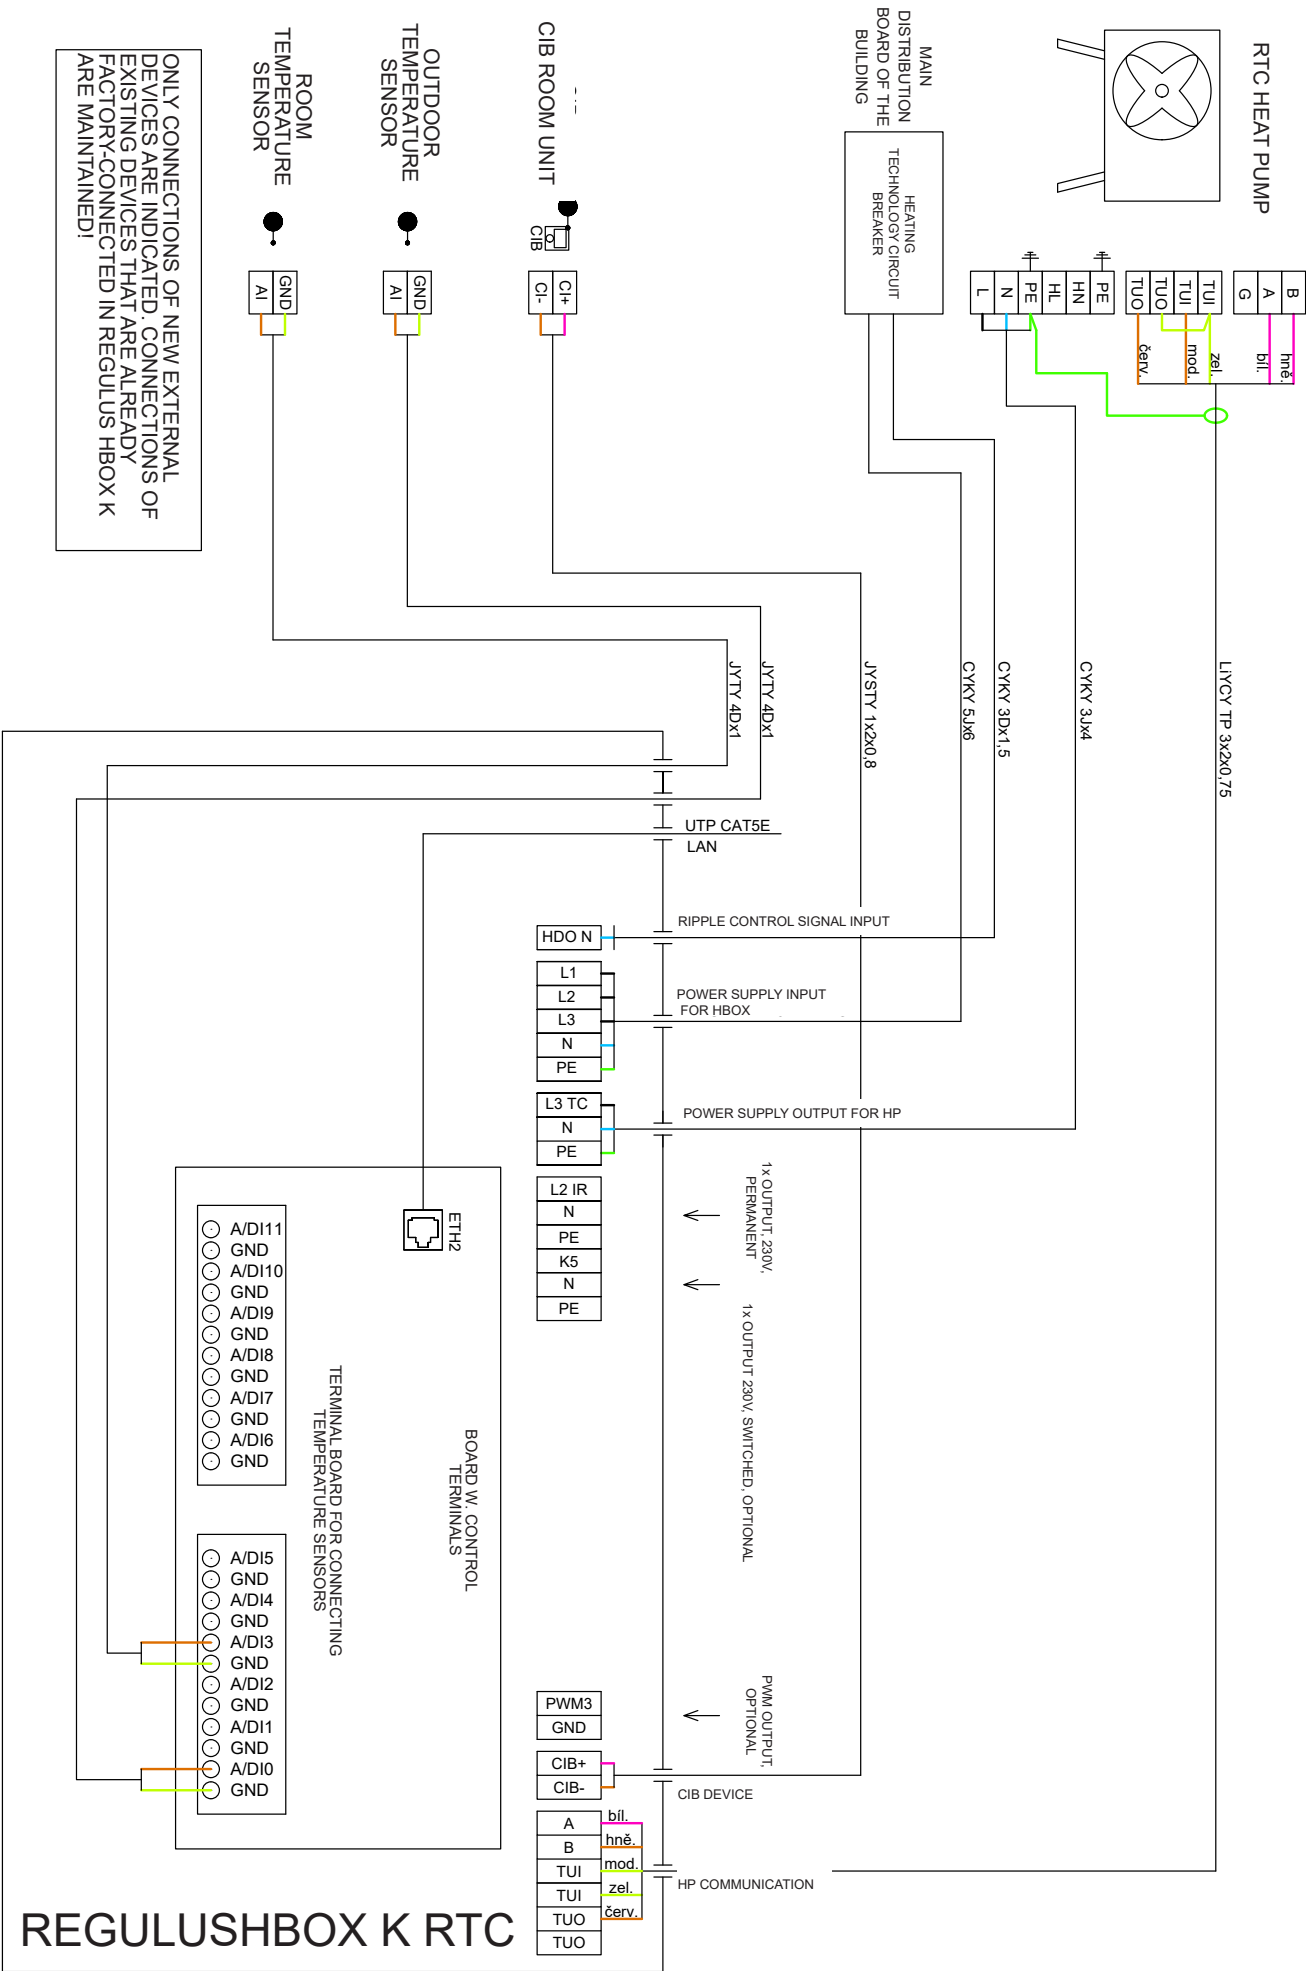 RTC HEAT PUMP
B
A
G
TUI
TUI
TUO
TUO
PE
HN
HL
PE
N
L
hně.
bíl.
zel.
mod.
červ.
MAIN
DISTRIBUTION
BOARD OF THE
BUILDING
HEATING
TECHNOLOGY CIRCUIT
BREAKER
CIB ROOM UNIT
CIB
CI+
CI-
OUTDOOR
TEMPERATURE
SENSOR
GND
AI
ROOM
TEMPERATURE
SENSOR
GND
AI
ONLY CONNECTIONS OF NEW EXTERNAL
DEVICES ARE INDICATED. CONNECTIONS OF
EXISTING DEVICES THAT ARE ALREADY
FACTORY-CONNECTED IN REGULUS HBOX K
ARE MAINTAINED!
LiYCY TP 3x2x0,75
CYKY 3Jx4
CYKY 3Dx1,5
CYKY 5Jx6
JYSTY 1x2x0,8
JYTY 4Dx1
JYTY 4Dx1
UTP CAT5E
LAN
RIPPLE CONTROL SIGNAL INPUT
HDO N
L1
L2
L3
N
PE
POWER SUPPLY INPUT
FOR HBOX
L3 TC
N
PE
POWER SUPPLY OUTPUT FOR HP
L2 IR
N
PE
K5
N
PE
1x OUTPUT, 230V,
PERMANENT
1x OUTPUT 230V, SWITCHED, OPTIONAL
ETH2
A/DI11
GND
A/DI10
GND
A/DI9
GND
A/DI8
GND
A/DI7
GND
A/DI6
GND
TERMINAL BOARD FOR CONNECTING
TEMPERATURE SENSORS
BOARD W. CONTROL
TERMINALS
A/DI5
GND
A/DI4
GND
A/DI3
GND
A/DI2
GND
A/DI1
GND
A/DI0
GND
PWM3
GND
PWM OUTPUT,
OPTIONAL
CIB+
CIB-
CIB DEVICE
A
B
TUI
TUI
TUO
TUO
bíl.
hně.
mod.
zel.
červ.
HP COMMUNICATION
REGULUSHBOX K RTC